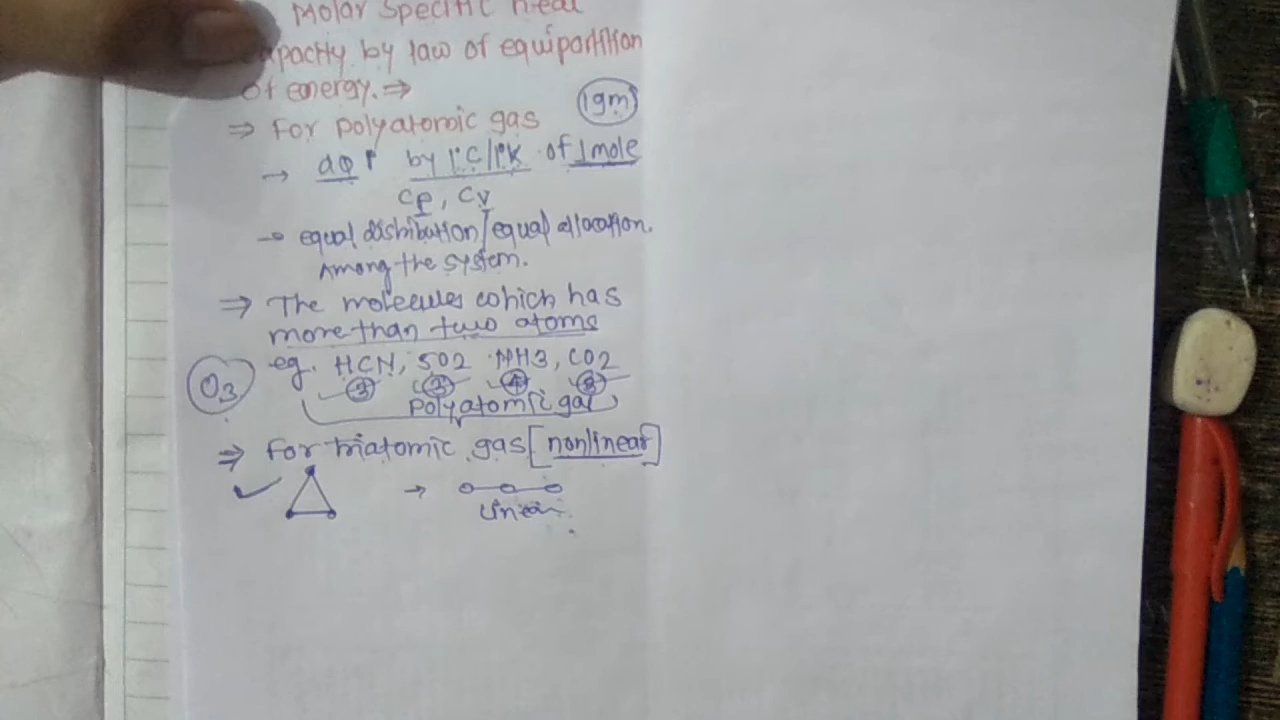 Molar Specific heat
capacity by law of equipartition
of energy. ⇒
⇒ For polyatomic gas (1gm)
→ dQ↑ by 1°C/1°K of 1 mole
Cp, Cv
→ equal distribution/equal allocation.
Among the system.
⇒ The molecules which has
more than two atoms
O3 eg. HCN, SO2 NH3, CO2
3 3 4 3
polyatomic gas
⇒ For triatomic gas [nonlinear]
→
Linear